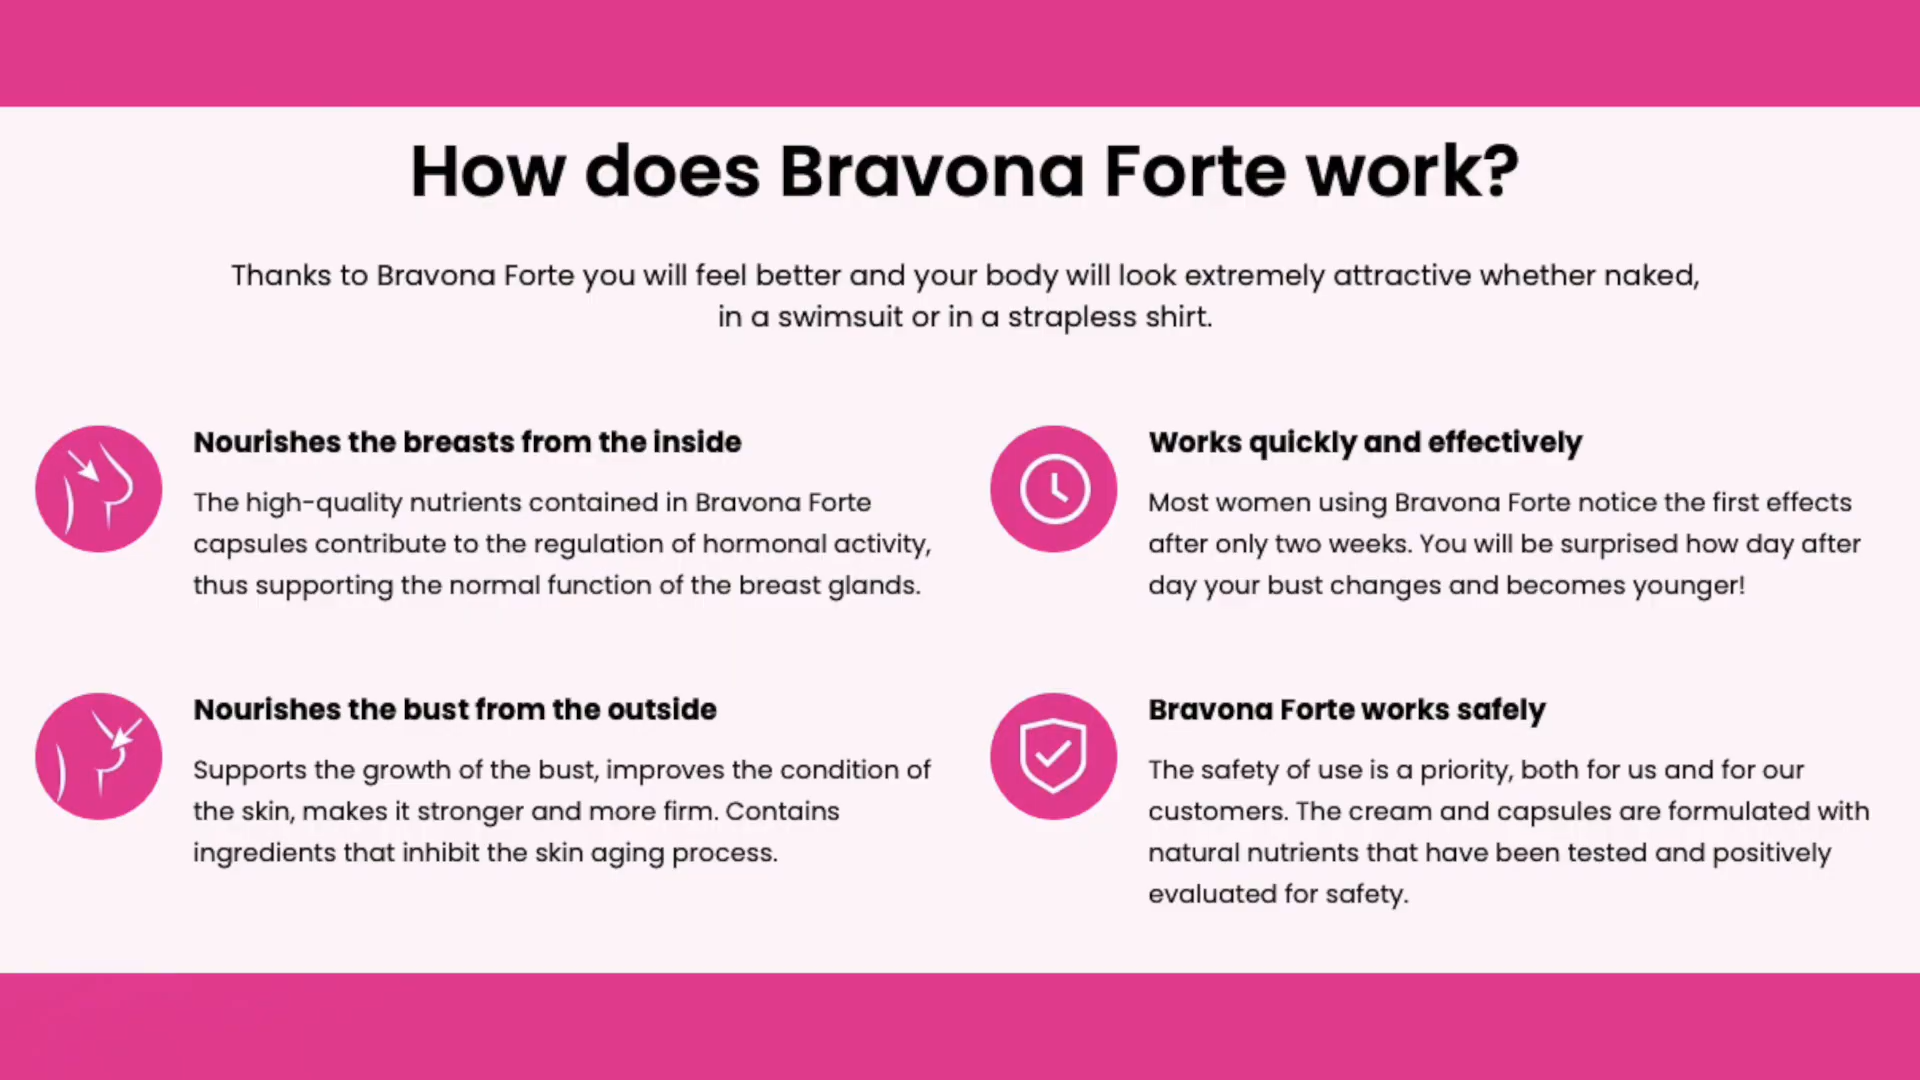 How does Bravona Forte work?
Thanks to Bravona Forte you will feel better and your body will look extremely attractive whether naked,
in a swimsuit or in a strapless shirt.
Nourishes the breasts from the inside
The high-quality nutrients contained in Bravona Forte
capsules contribute to the regulation of hormonal activity,
thus supporting the normal function of the breast glands.
Works quickly and effectively
Most women using Bravona Forte notice the first effects
after only two weeks. You will be surprised how day after
day your bust changes and becomes younger!
Nourishes the bust from the outside
Supports the growth of the bust, improves the condition of
the skin, makes it stronger and more firm. Contains
ingredients that inhibit the skin aging process.
Bravona Forte works safely
The safety of use is a priority, both for us and for our
customers. The cream and capsules are formulated with
natural nutrients that have been tested and positively
evaluated for safety.